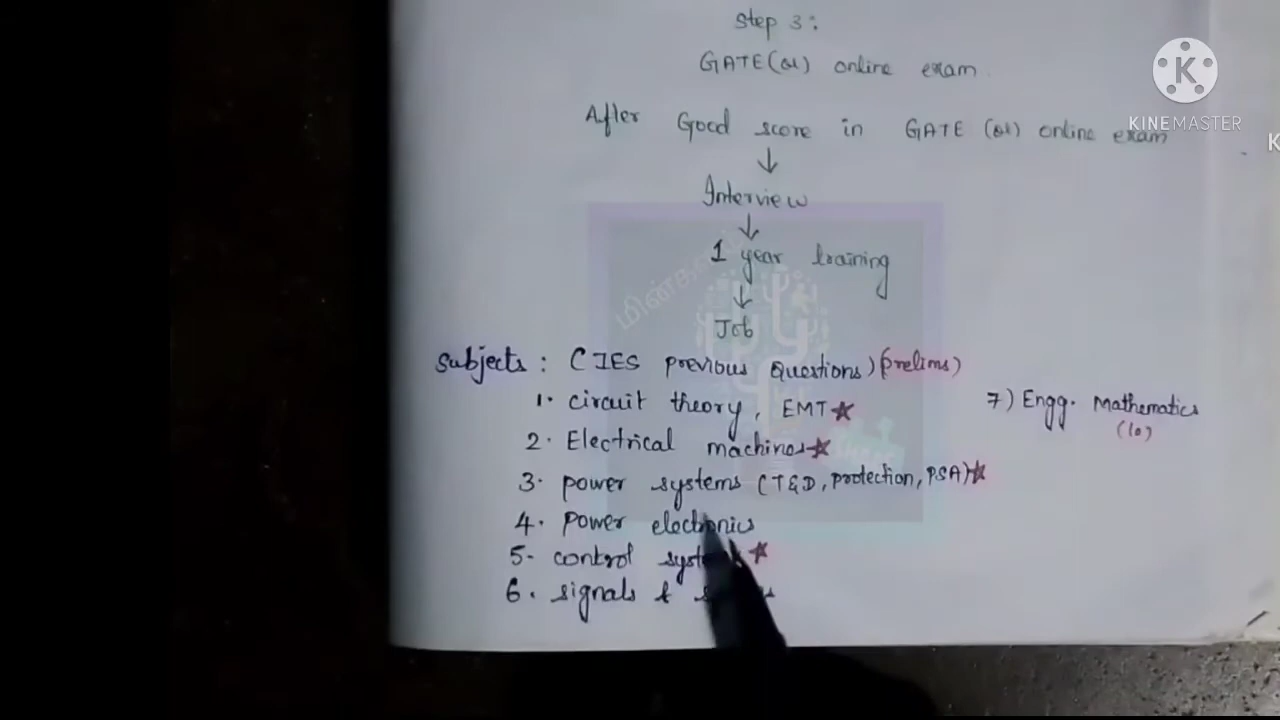 Step 3:
GATE (or) online exam
After Good score in GATE (or) online exam
Interview
1 year training
Job
Subjects: (IES previous Questions) (prelims)
1. circuit theory, EMT
2. Electrical machines
3. power systems (T&D, protection, PSA)
4. power electronics
5. control systems
6. signals &
7) Engg. Mathematics
(10)
KINEMASTER
K